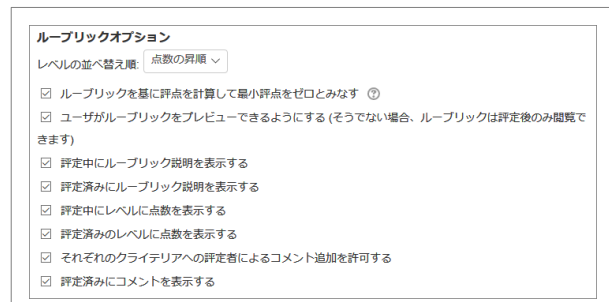 ルーブリックオプション
レベルの並べ替え順: 点数の昇順
ルーブリックを基に評点を計算して最小評点をゼロとみなす
ユーザがルーブリックをプレビューできるようにする (そうでない場合、ルーブリックは評定後のみ閲覧で
きます)
評定中にルーブリック説明を表示する
評定済みにルーブリック説明を表示する
評定中にレベルに点数を表示する
評定済みのレベルに点数を表示する
それぞれのクライテリアへの評定者によるコメント追加を許可する
評定済みにコメントを表示する